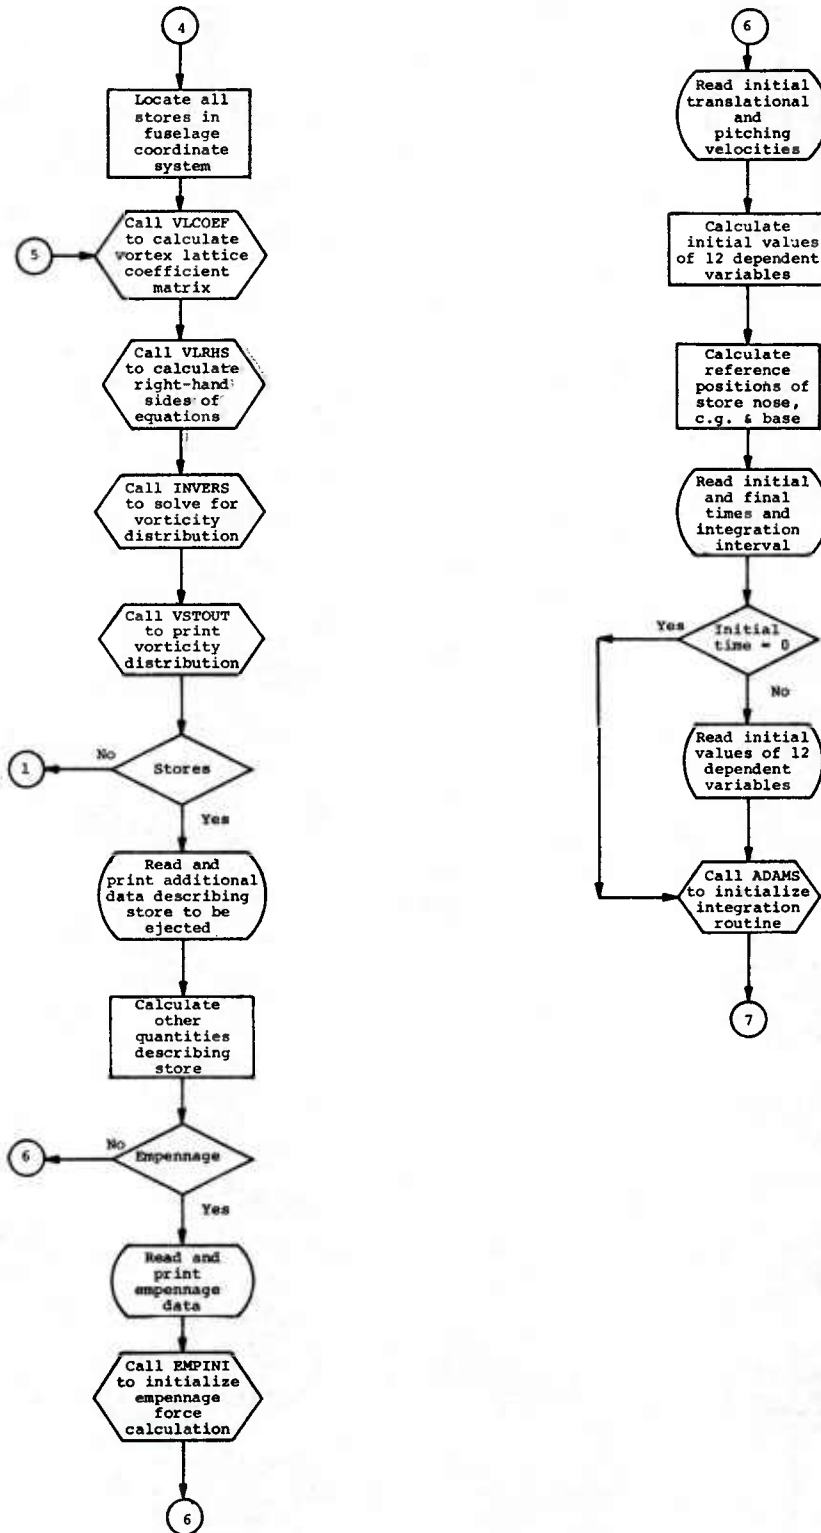 4
Locate all
stores in
fuselage
coordinate
system
5
Call VLCOEF
to calculate
vortex lattice
coefficient
matrix
Call VLRHS
to calculate
right-hand
sides of
equations
Call INVERS
to solve for
vorticity
distribution
Call VSTOUT
to print
vorticity
distribution
No
1
Stores
Yes
Read and
print additional
data describing
store to be
ejected
Calculate
other
quantities
describing
store
No
6
Empennage
Yes
Read and
print
empennage
data
Call EMPINI
to initialize
empennage
force
calculation
6
6
Read initial
translational
and
pitching
velocities
Calculate
initial values
of 12 dependent
variables
Calculate
reference
positions of
store nose,
c.g. & base
Read initial
and final
times and
integration
interval
Yes
Initial
time = 0
No
Read initial
values of 12
dependent
variables
Call ADAMS
to initialize
integration
routine
7